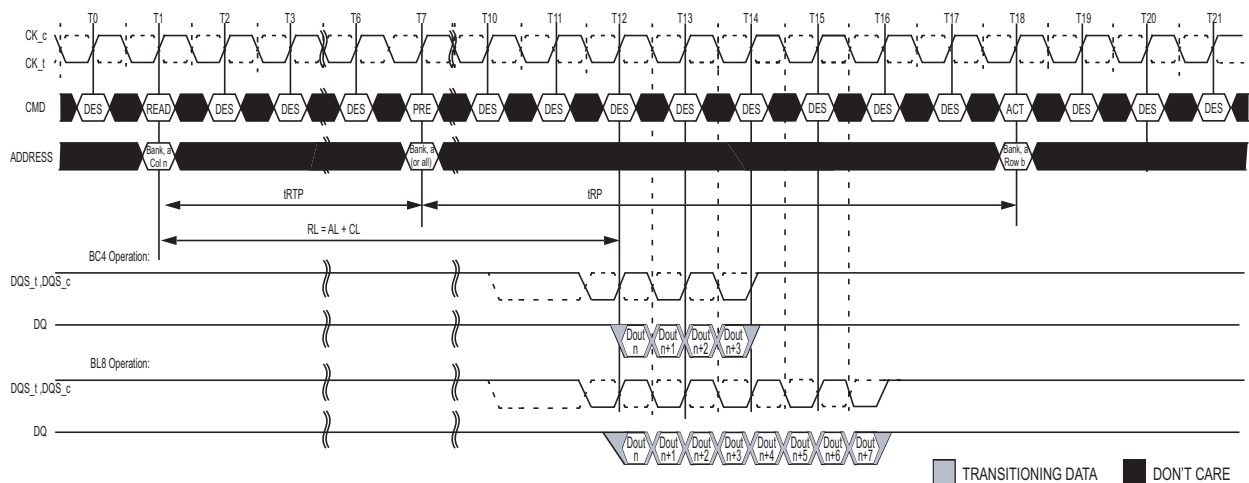 T0 T1 T2 T3 T6 T7 T10 T11 T12 T13 T14 T15 T16 T17 T18 T19 T20 T21
CK_c
CK_t
CMD DES READ DES DES DES PRE DES DES DES DES DES DES DES DES ACT DES DES DES
ADDRESS Bank, a Col n Bank, a (or all) Bank, a Row b
tRTP tRP
RL = AL + CL
BC4 Operation:
DQS_t ,DQS_c
DQ Dout n Dout n+1 Dout n+2 Dout n+3
BL8 Operation:
DQS_t ,DQS_c
DQ Dout n Dout n+1 Dout n+2 Dout n+3 Dout n+4 Dout n+5 Dout n+6 Dout n+7
TRANSITIONING DATA DON'T CARE